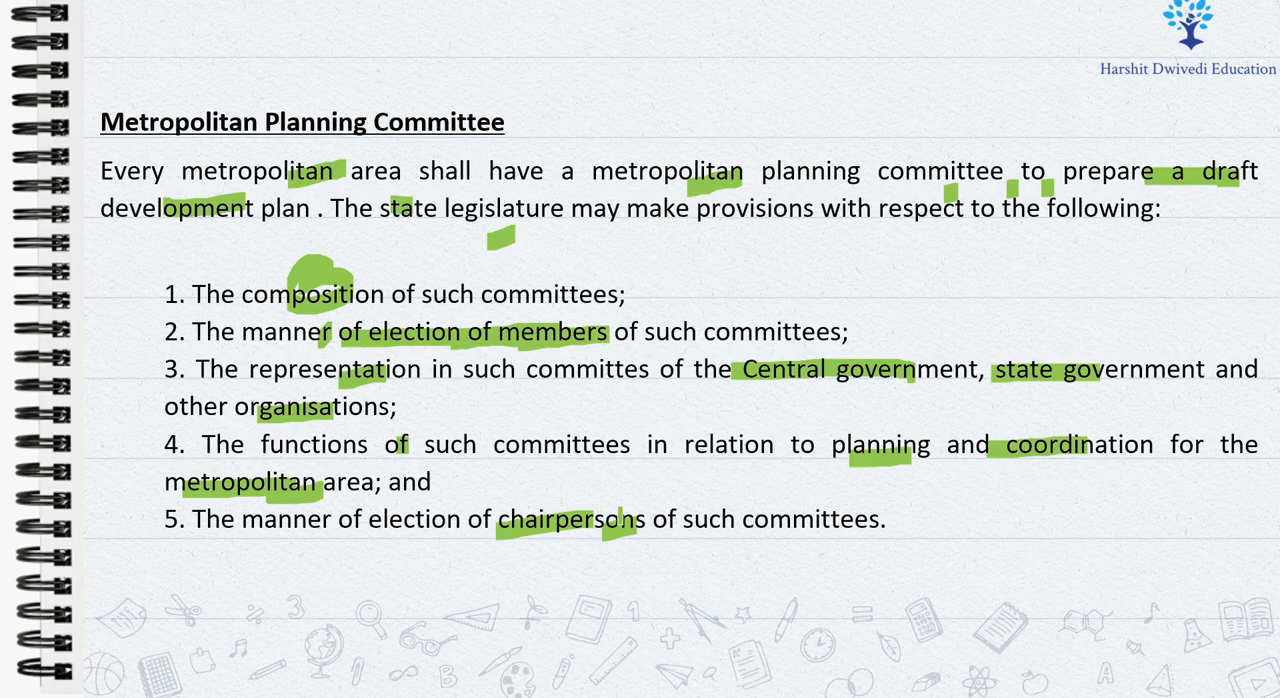 Harshit Dwivedi Education
Metropolitan Planning Committee
Every metropolitan area shall have a metropolitan planning committee to prepare a draft
development plan . The state legislature may make provisions with respect to the following:
1. The composition of such committees;
2. The manner of election of members of such committees;
3. The representation in such committes of the Central government, state government and
other organisations;
4. The functions of such committees in relation to planning and coordination for the
metropolitan area; and
5. The manner of election of chairpersons of such committees.